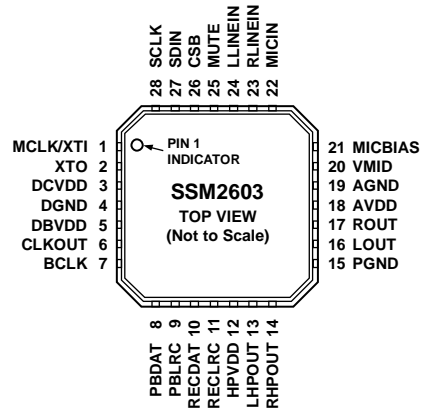 28 SCLK
27 SDIN
26 CSB
25 MUTE
24 LLINEIN
23 RLINEIN
22 MICIN
MCLK/XTI 1
XTO 2
DCVDD 3
DGND 4
DBVDD 5
CLKOUT 6
BCLK 7
PIN 1
INDICATOR
SSM2603
TOP VIEW
(Not to Scale)
21 MICBIAS
20 VMID
19 AGND
18 AVDD
17 ROUT
16 LOUT
15 PGND
PBDAT 8
PBLRC 9
RECDAT 10
RECLRC 11
HPVDD 12
LHPOUT 13
RHPOUT 14